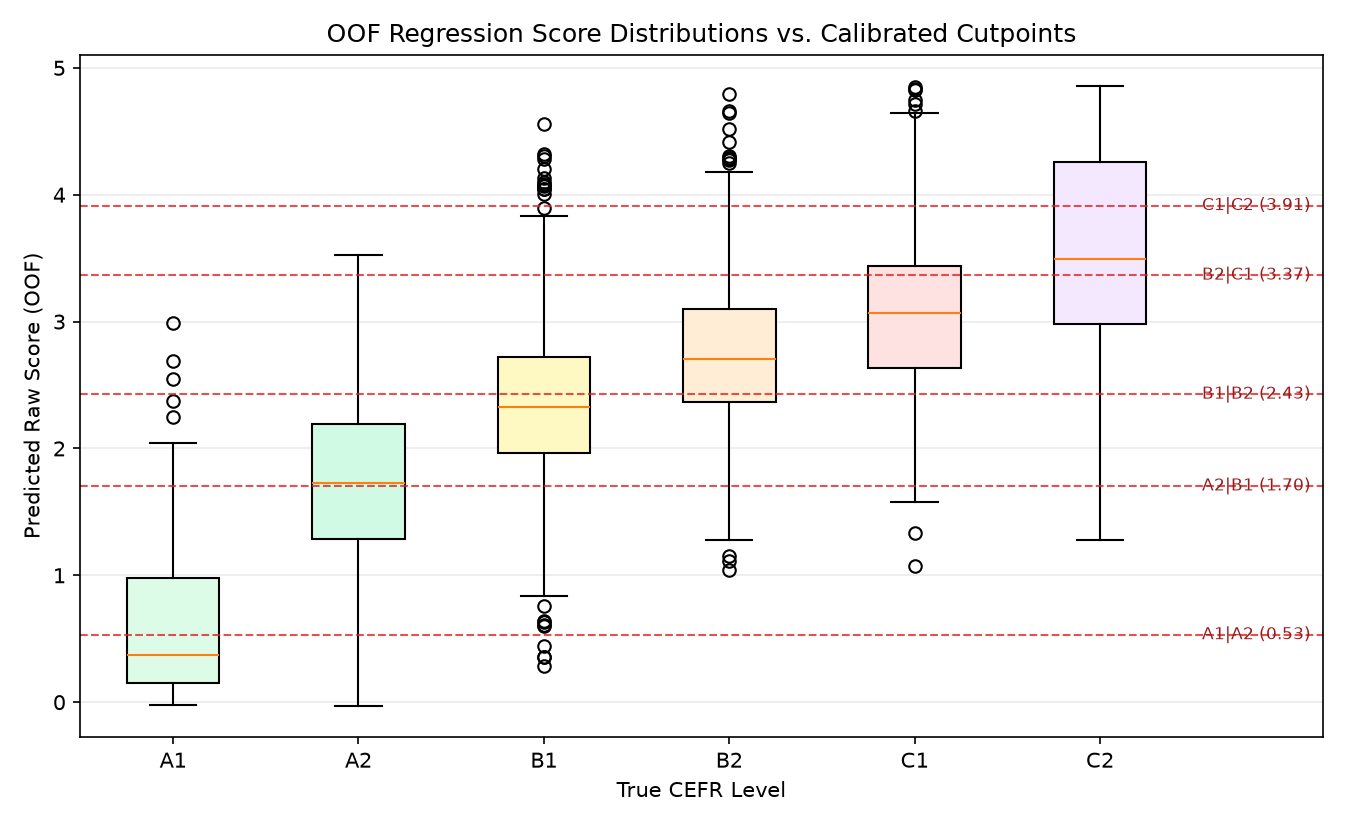 OOF Regression Score Distributions vs. Calibrated Cutpoints
Predicted Raw Score (OOF)
5
4
3
2
1
0
C1|C2 (3.91)
B2|C1 (3.37)
B1|B2 (2.43)
A2|B1 (1.70)
A1|A2 (0.53)
A1 A2 B1 B2 C1 C2
True CEFR Level